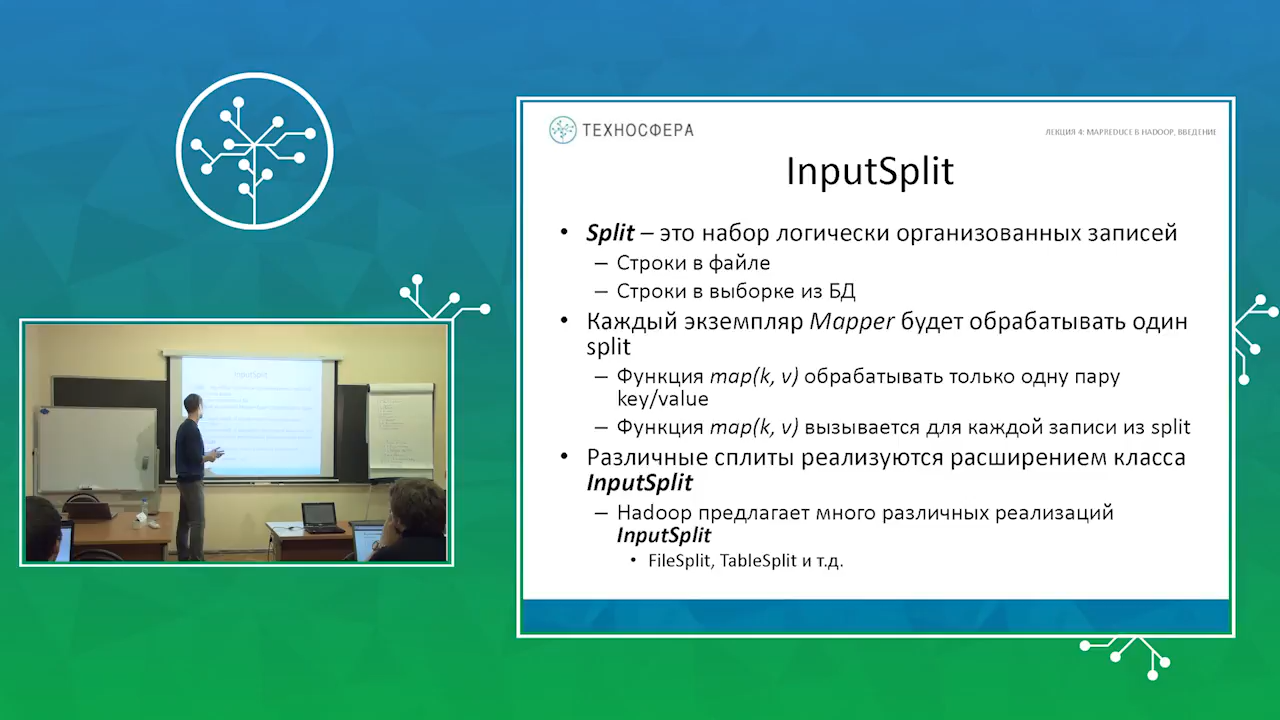 ТЕХНОСФЕРА
ЛЕКЦИЯ 4: MAPREDUCE В HADOOP, ВВЕДЕНИЕ
InputSplit
• Split – это набор логически организованных записей
– Строки в файле
– Строки в выборке из БД
• Каждый экземпляр Mapper будет обрабатывать один
split
– Функция map(k, v) обрабатывать только одну пару
key/value
– Функция map(k, v) вызывается для каждой записи из split
• Различные сплиты реализуются расширением класса
InputSplit
– Hadoop предлагает много различных реализаций
InputSplit
• FileSplit, TableSplit и т.д.
InputSplit